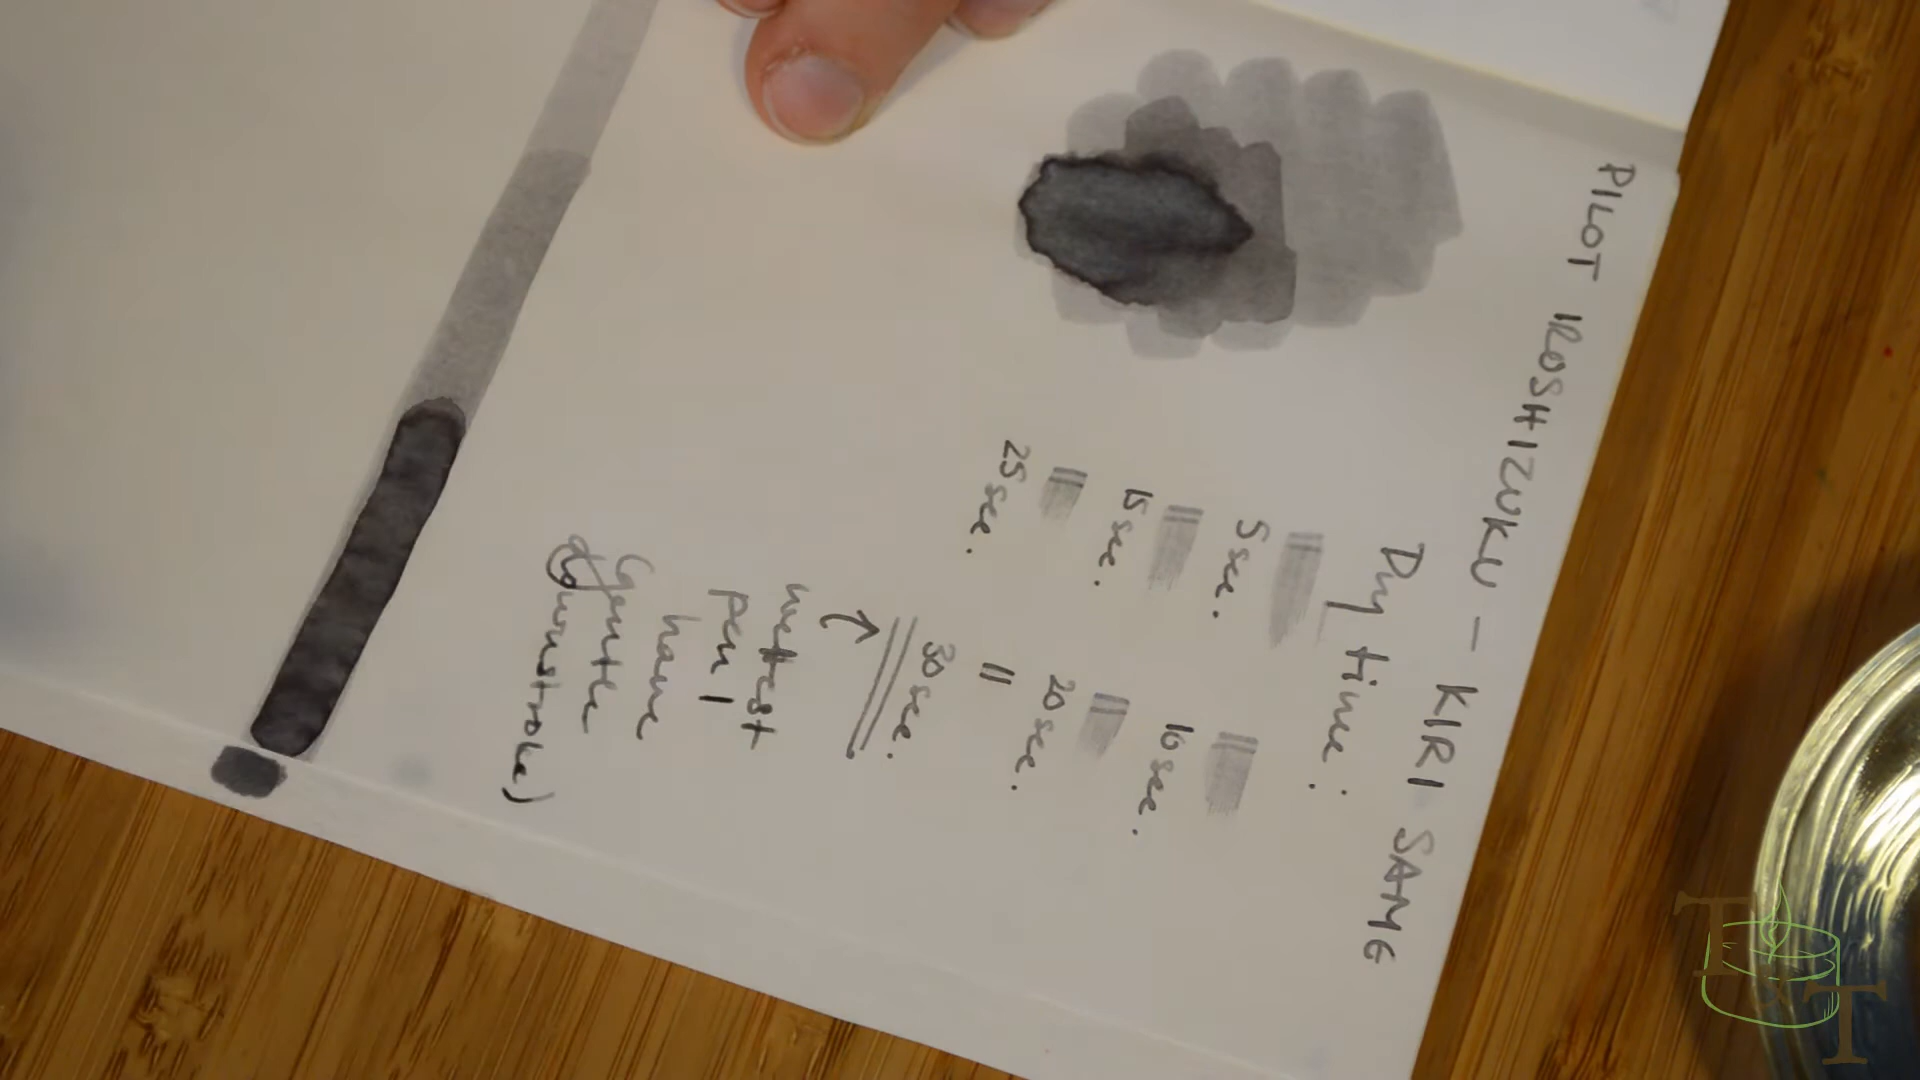 PILOT IROSHIZUKU – KIRI SAME
Dry time:
5 sec. 10 sec.
15 sec. 20 sec.
25 sec. 30 sec.
wettest
pen I
have
(gentle
downstroke)
T&T